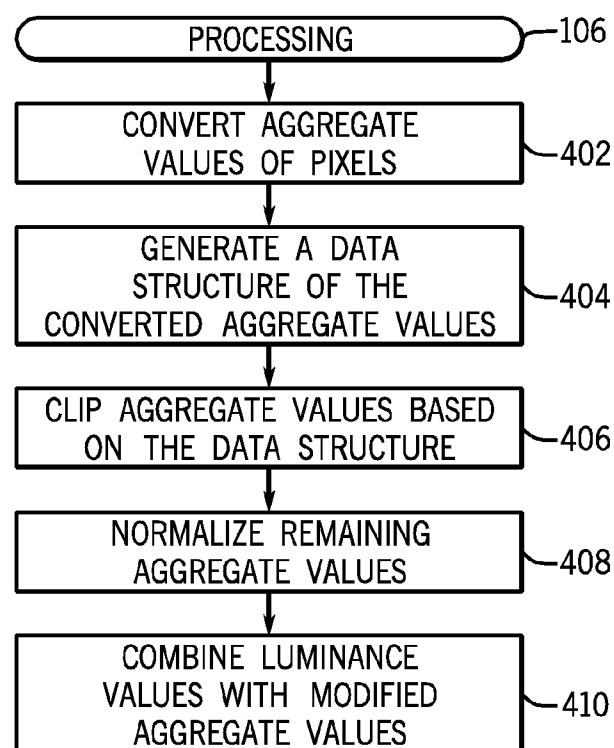 PROCESSING
106
CONVERT AGGREGATE
VALUES OF PIXELS
402
GENERATE A DATA
STRUCTURE OF THE
CONVERTED AGGREGATE VALUES
404
CLIP AGGREGATE VALUES BASED
ON THE DATA STRUCTURE
406
NORMALIZE REMAINING
AGGREGATE VALUES
408
COMBINE LUMINANCE
VALUES WITH MODIFIED
AGGREGATE VALUES
410